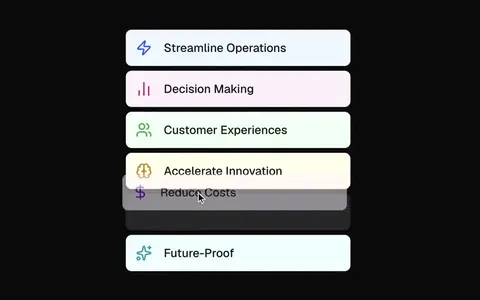 Streamline Operations
Decision Making
Customer Experiences
Accelerate Innovation
$ Reduce Costs
Future-Proof